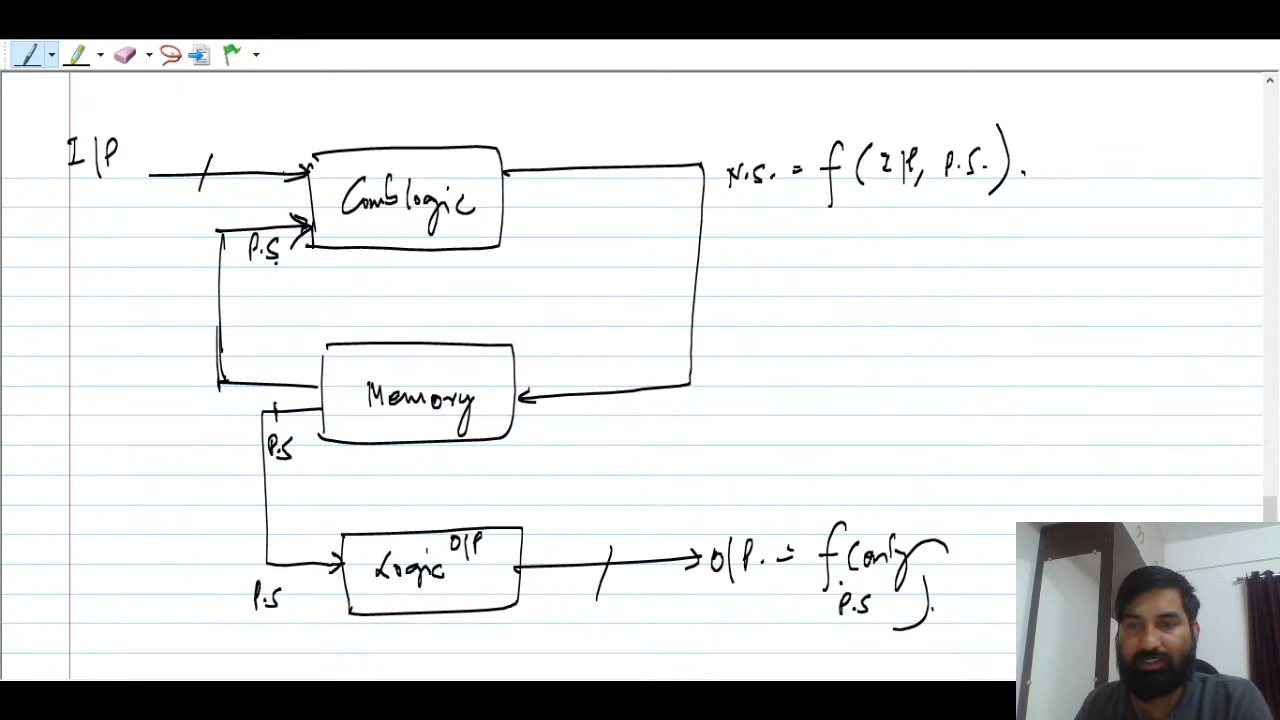 I|P
Comb logic
N.S. = f (I|P, P.S.).
P.S.
Memory
P.S
Logic O|P
O|P. = f (only
P.S
P.S ).